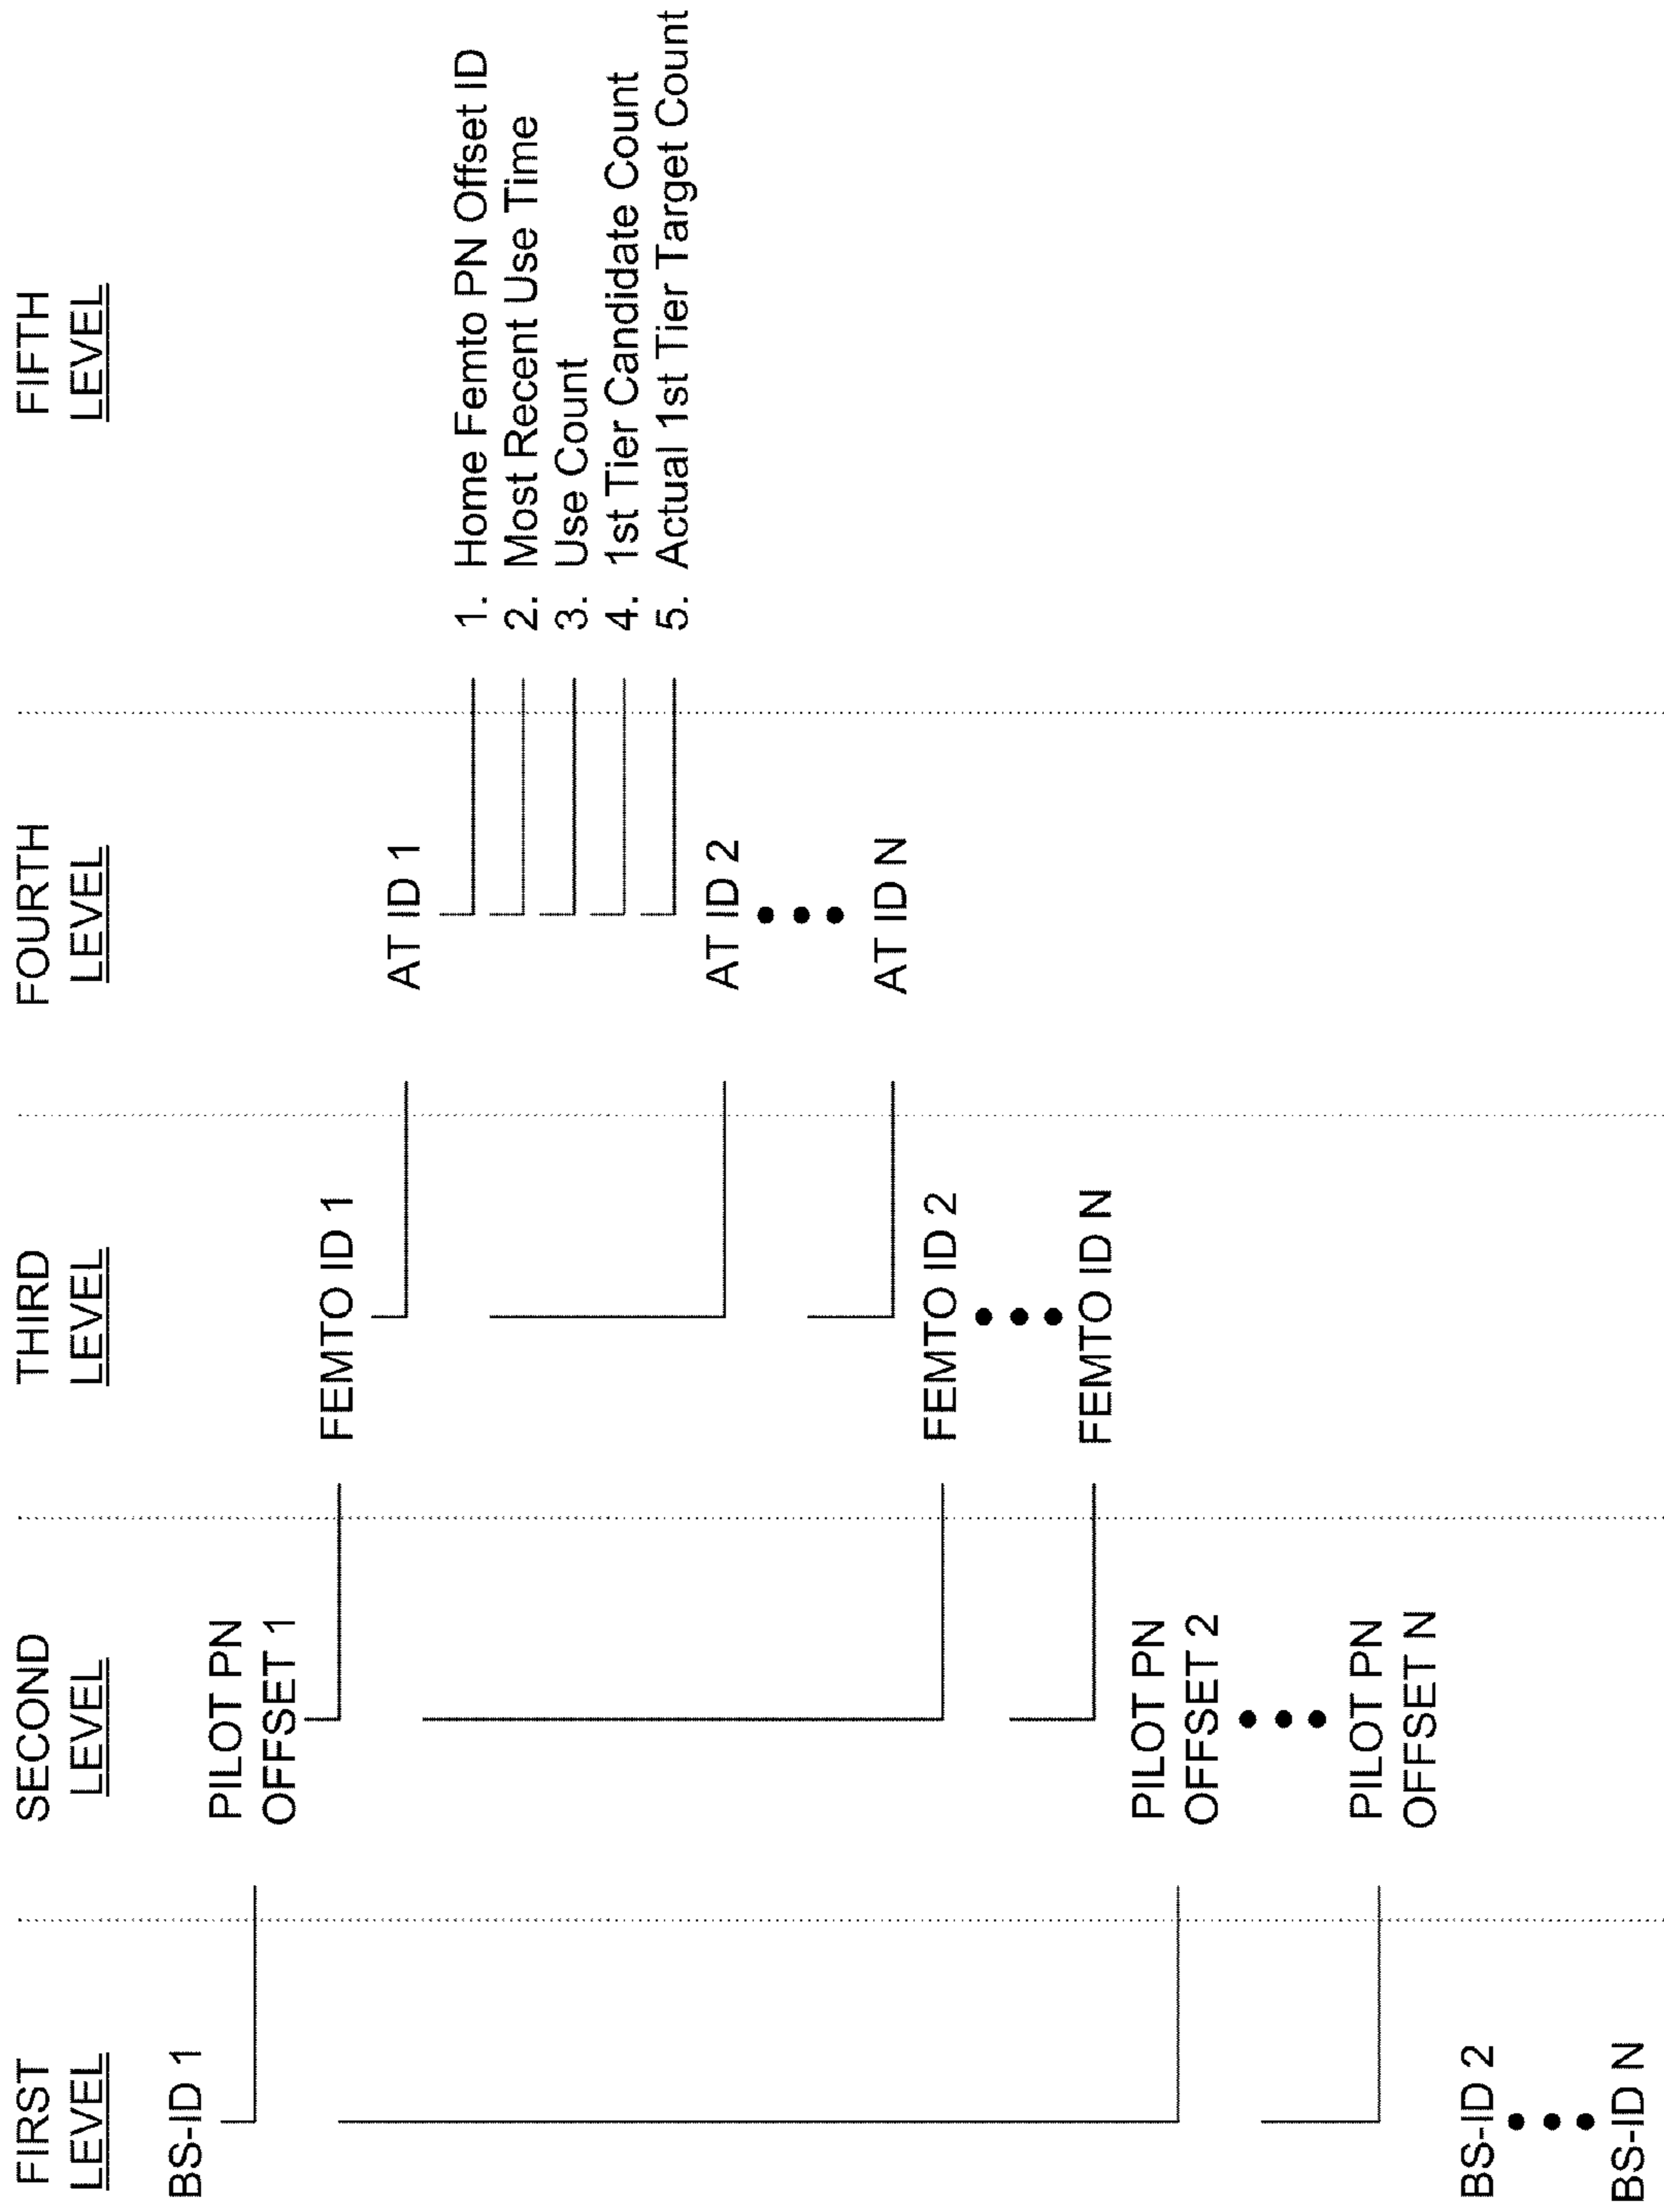 FIRST
LEVEL
SECOND
LEVEL
THIRD
LEVEL
FOURTH
LEVEL
FIFTH
LEVEL
BS-ID 1
PILOT PN
OFFSET 1
FEMTO ID 1
AT ID 1
1. Home Femto PN Offset ID
2. Most Recent Use Time
3. Use Count
4. 1st Tier Candidate Count
5. Actual 1st Tier Target Count
AT ID 2
AT ID N
FEMTO ID 2
FEMTO ID N
PILOT PN
OFFSET 2
PILOT PN
OFFSET N
BS-ID 2
BS-ID N